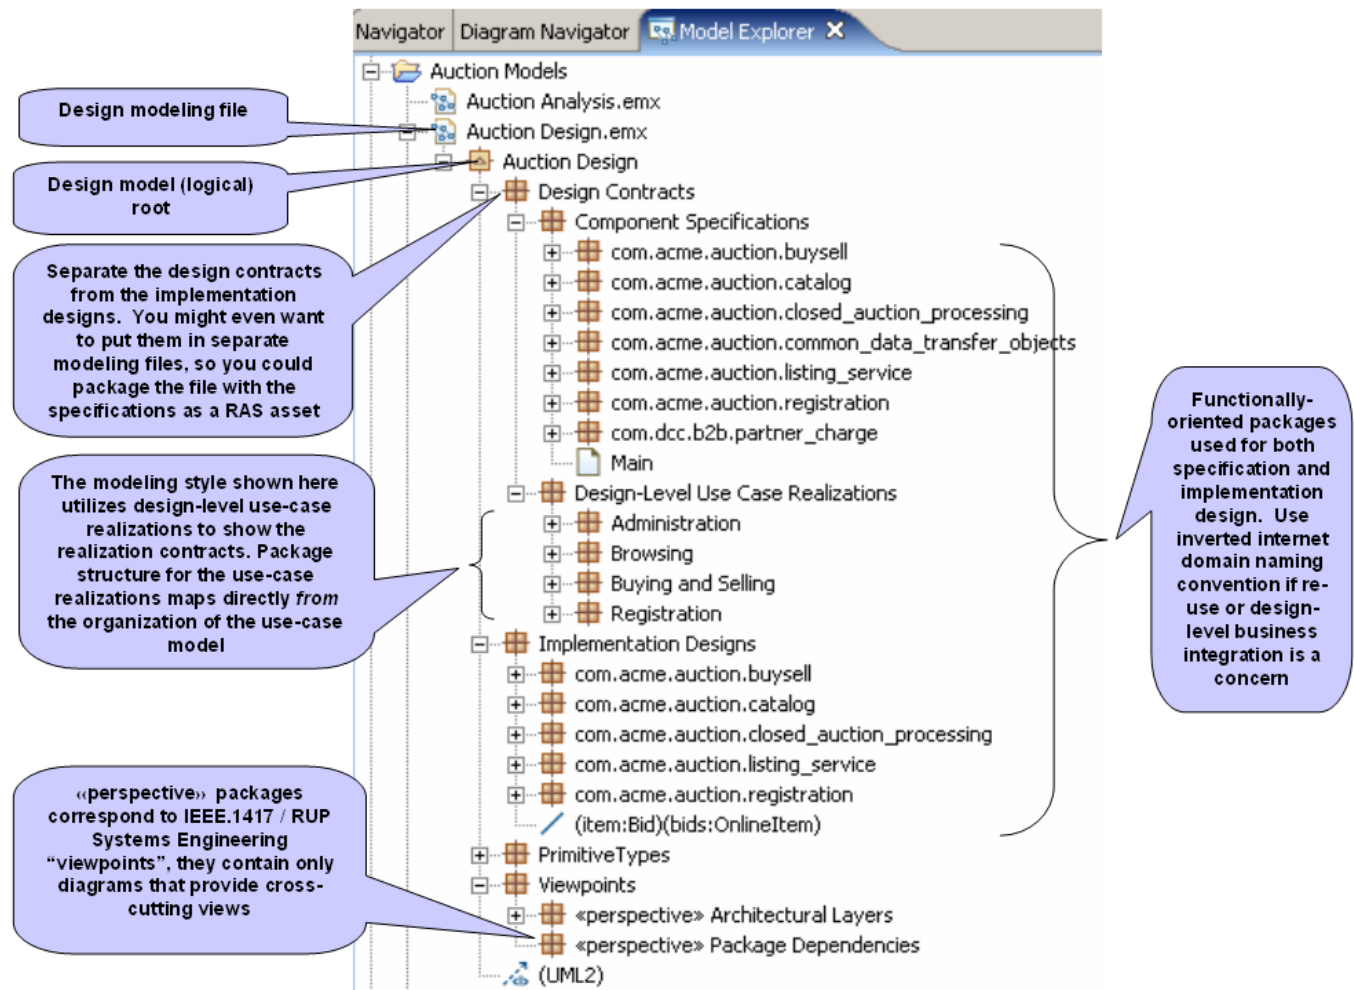 Navigator
Diagram Navigator
Model Explorer
Auction Models
Auction Analysis.emx
Auction Design.emx
Auction Design
Design Contracts
Component Specifications
com.acme.auction.buysell
com.acme.auction.catalog
com.acme.auction.closed_auction_processing
com.acme.auction.common_data_transfer_objects
com.acme.auction.listing_service
com.acme.auction.registration
com.dcc.b2b.partner_charge
Main
Design-Level Use Case Realizations
Administration
Browsing
Buying and Selling
Registration
Implementation Designs
com.acme.auction.buysell
com.acme.auction.catalog
com.acme.auction.closed_auction_processing
com.acme.auction.listing_service
com.acme.auction.registration
(item:Bid)(bids:OnlineItem)
PrimitiveTypes
Viewpoints
«perspective» Architectural Layers
«perspective» Package Dependencies
(UML2)
Design modeling file
Design model (logical)
root
Separate the design contracts
from the implementation
designs. You might even want
to put them in separate
modeling files, so you could
package the file with the
specifications as a RAS asset
The modeling style shown here
utilizes design-level use-case
realizations to show the
realization contracts. Package
structure for the use-case
realizations maps directly from
the organization of the use-case
model
‹‹perspective›› packages
correspond to IEEE.1417 / RUP
Systems Engineering
“viewpoints”, they contain only
diagrams that provide cross-
cutting views
Functionally-
oriented packages
used for both
specification and
implementation
design. Use
inverted internet
domain naming
convention if re-
use or design-
level business
integration is a
concern